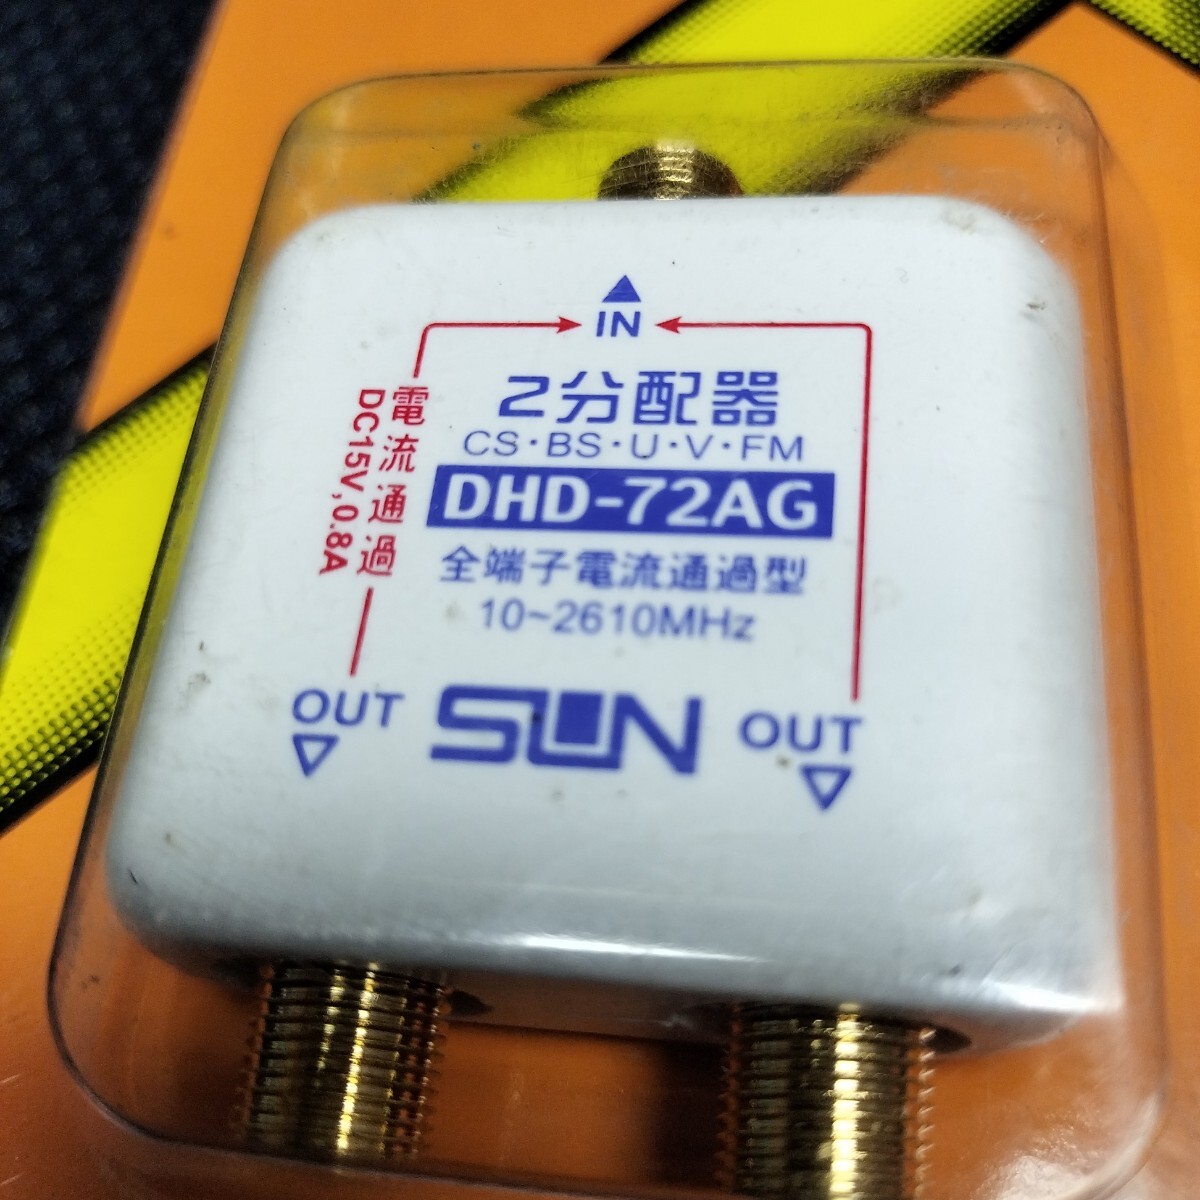 IN
2分配器
CS・BS・U・V・FM
DHD-72AG
全端子電流通過型
10~2610MHz
電流通過
DC15V,0.8A
OUT
SUN
OUT